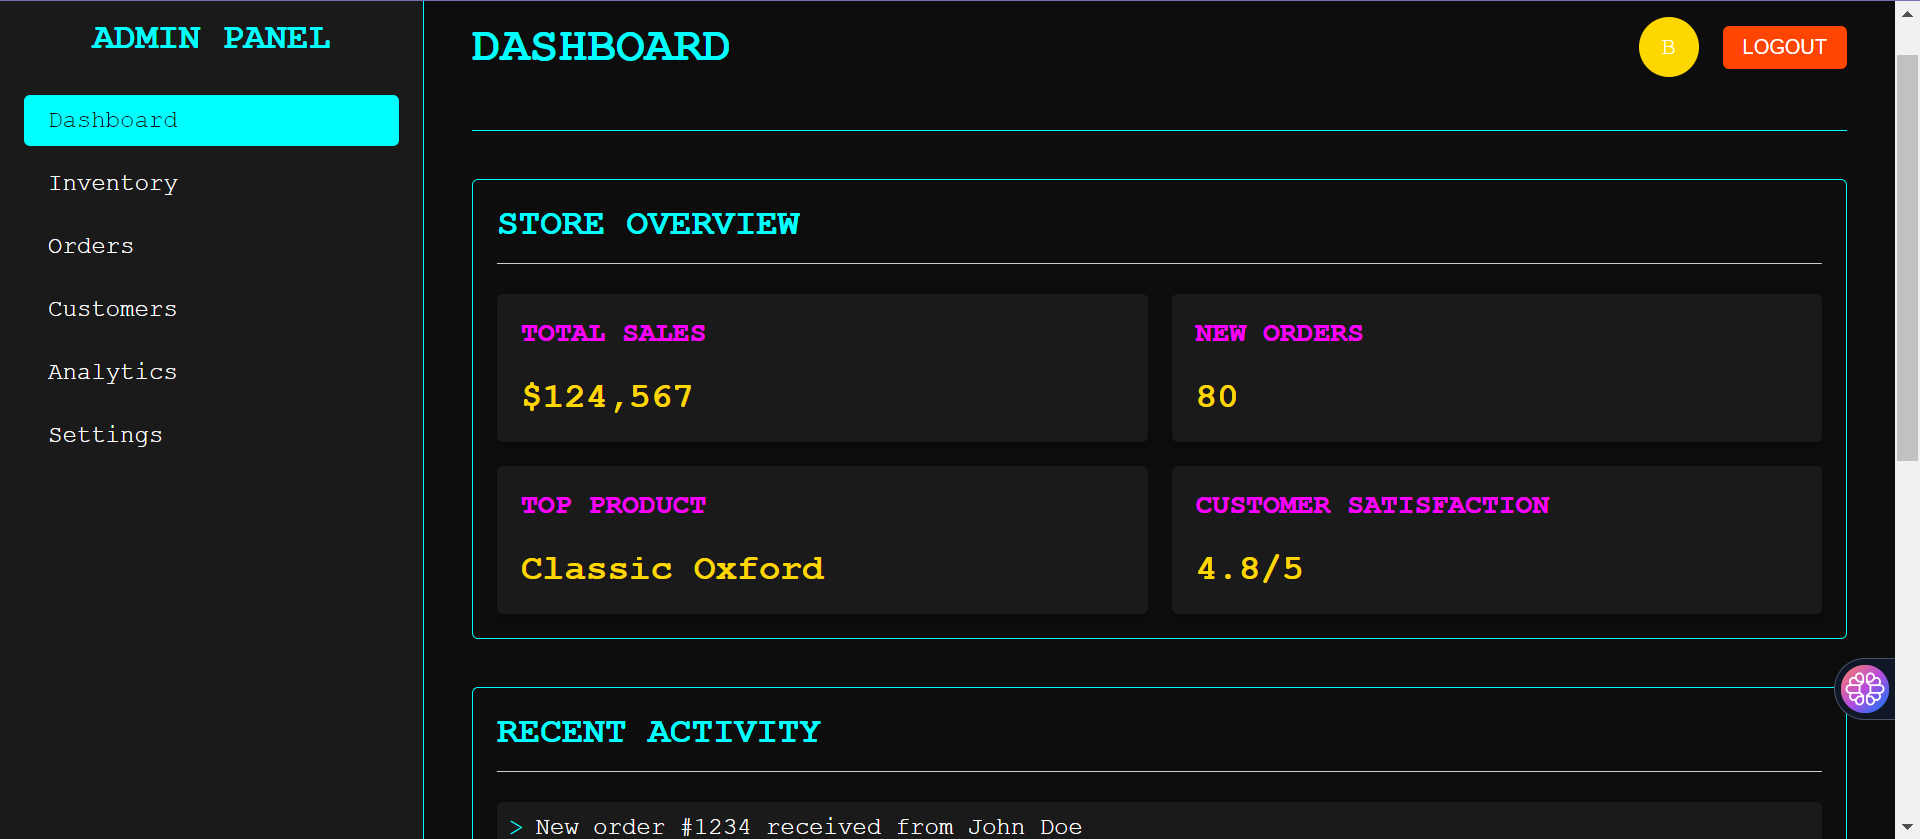 ADMIN PANEL
Dashboard
Inventory
Orders
Customers
Analytics
Settings
DASHBOARD
B
LOGOUT
STORE OVERVIEW
TOTAL SALES
$124,567
NEW ORDERS
80
TOP PRODUCT
Classic Oxford
CUSTOMER SATISFACTION
4.8/5
RECENT ACTIVITY
> New order #1234 received from John Doe